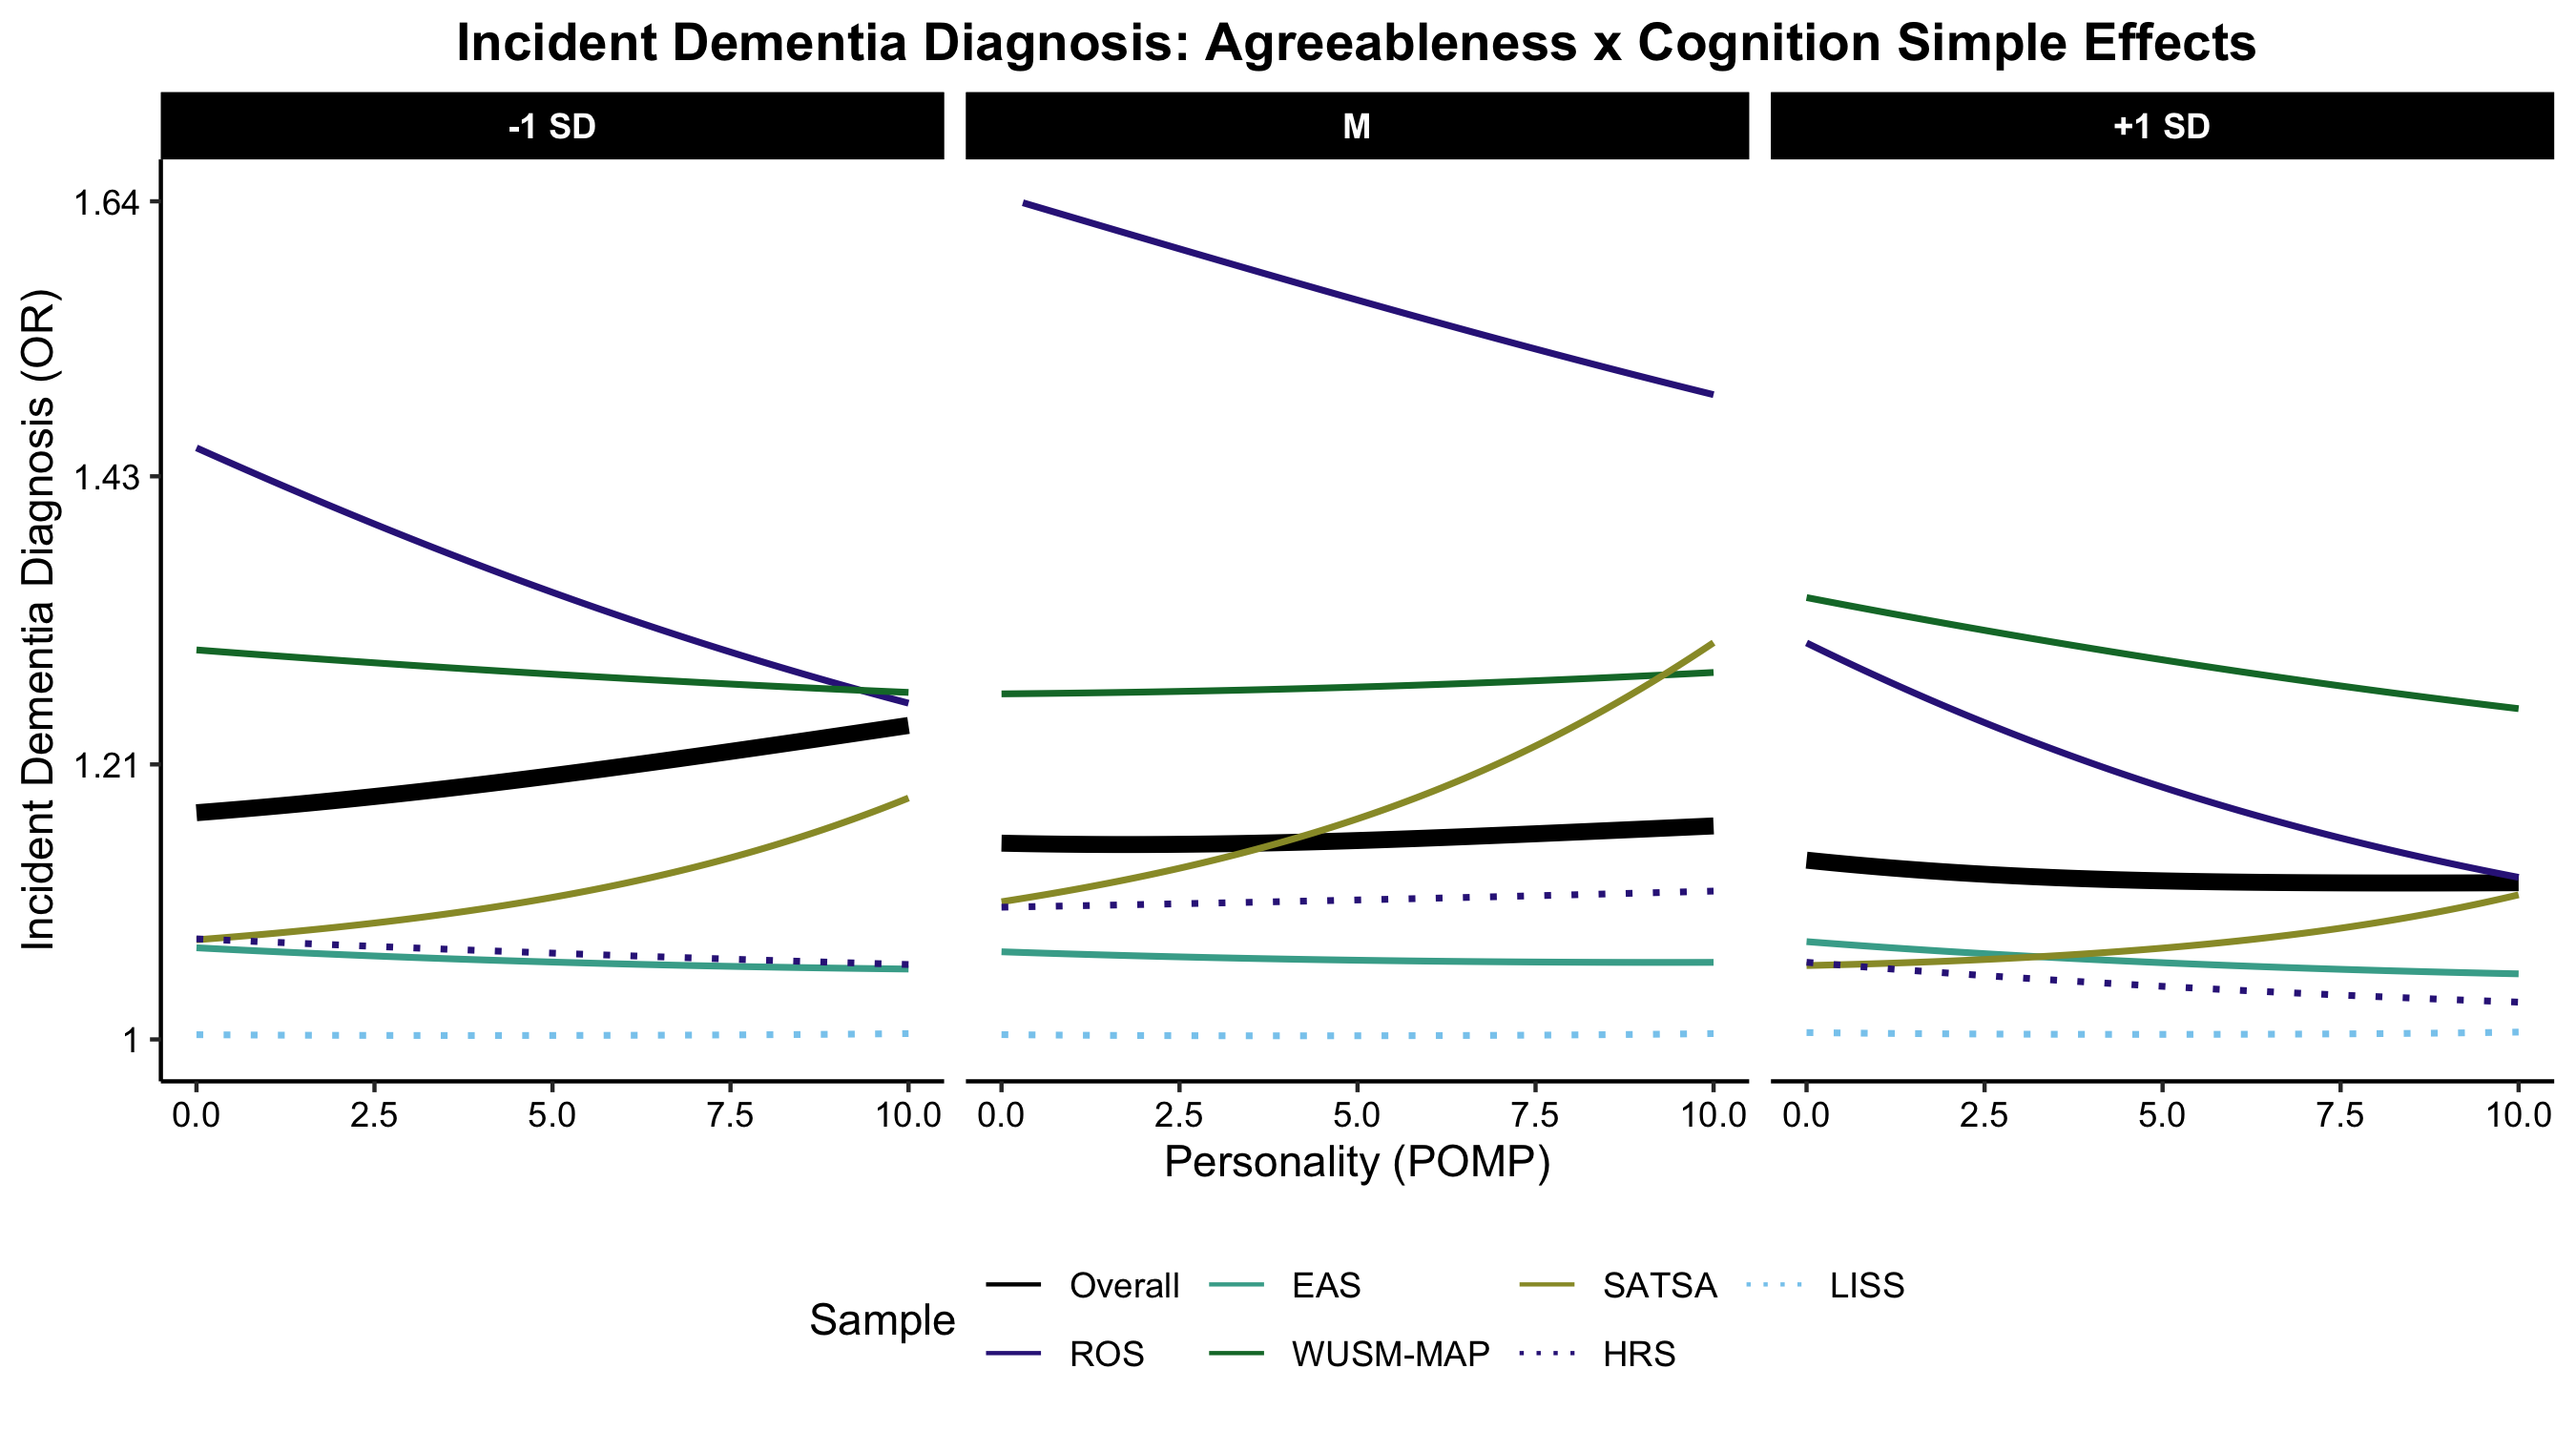 Incident Dementia Diagnosis: Agreeableness x Cognition Simple Effects
-1 SD
M
+1 SD
Incident Dementia Diagnosis (OR)
1.64
1.43
1.21
1
0.0 2.5 5.0 7.5 10.0
0.0 2.5 5.0 7.5 10.0
0.0 2.5 5.0 7.5 10.0
Personality (POMP)
Sample
Overall EAS SATSA LISS
ROS WUSM-MAP HRS